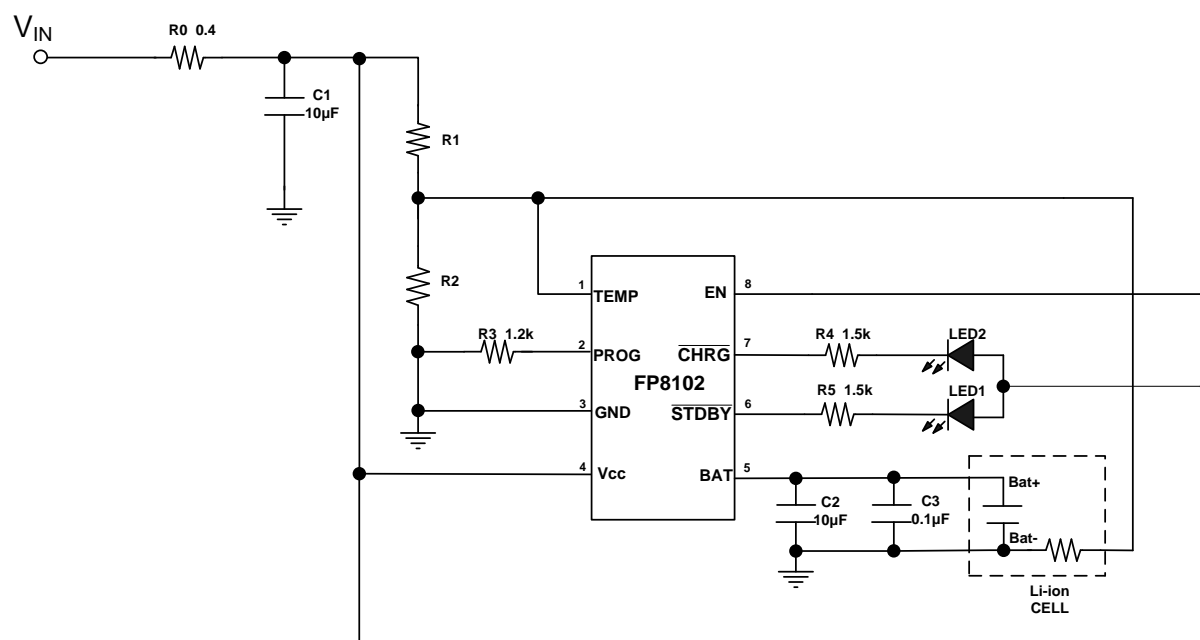 VIN
R0 0.4
C1
10µF
R1
R2
R3 1.2k
1
TEMP
2
PROG
3
GND
4
Vcc
FP8102
EN
8
CHRG
7
STDBY
6
BAT
5
R4 1.5k
LED2
R5 1.5k
LED1
C2
10µF
C3
0.1µF
Bat+
Bat-
Li-ion
CELL